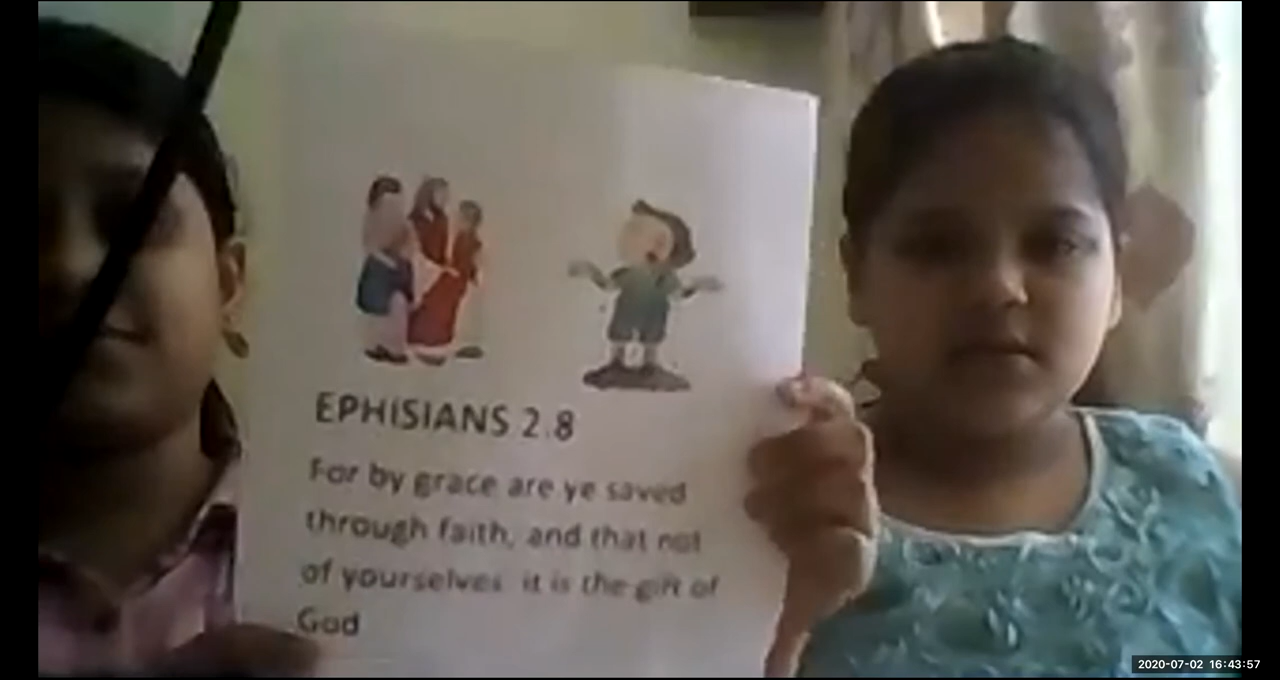 EPHISIANS 2.8
For by grace are ye saved
through faith, and that not
of yourselves it is the gift of
God
2020-07-02 16:43:57